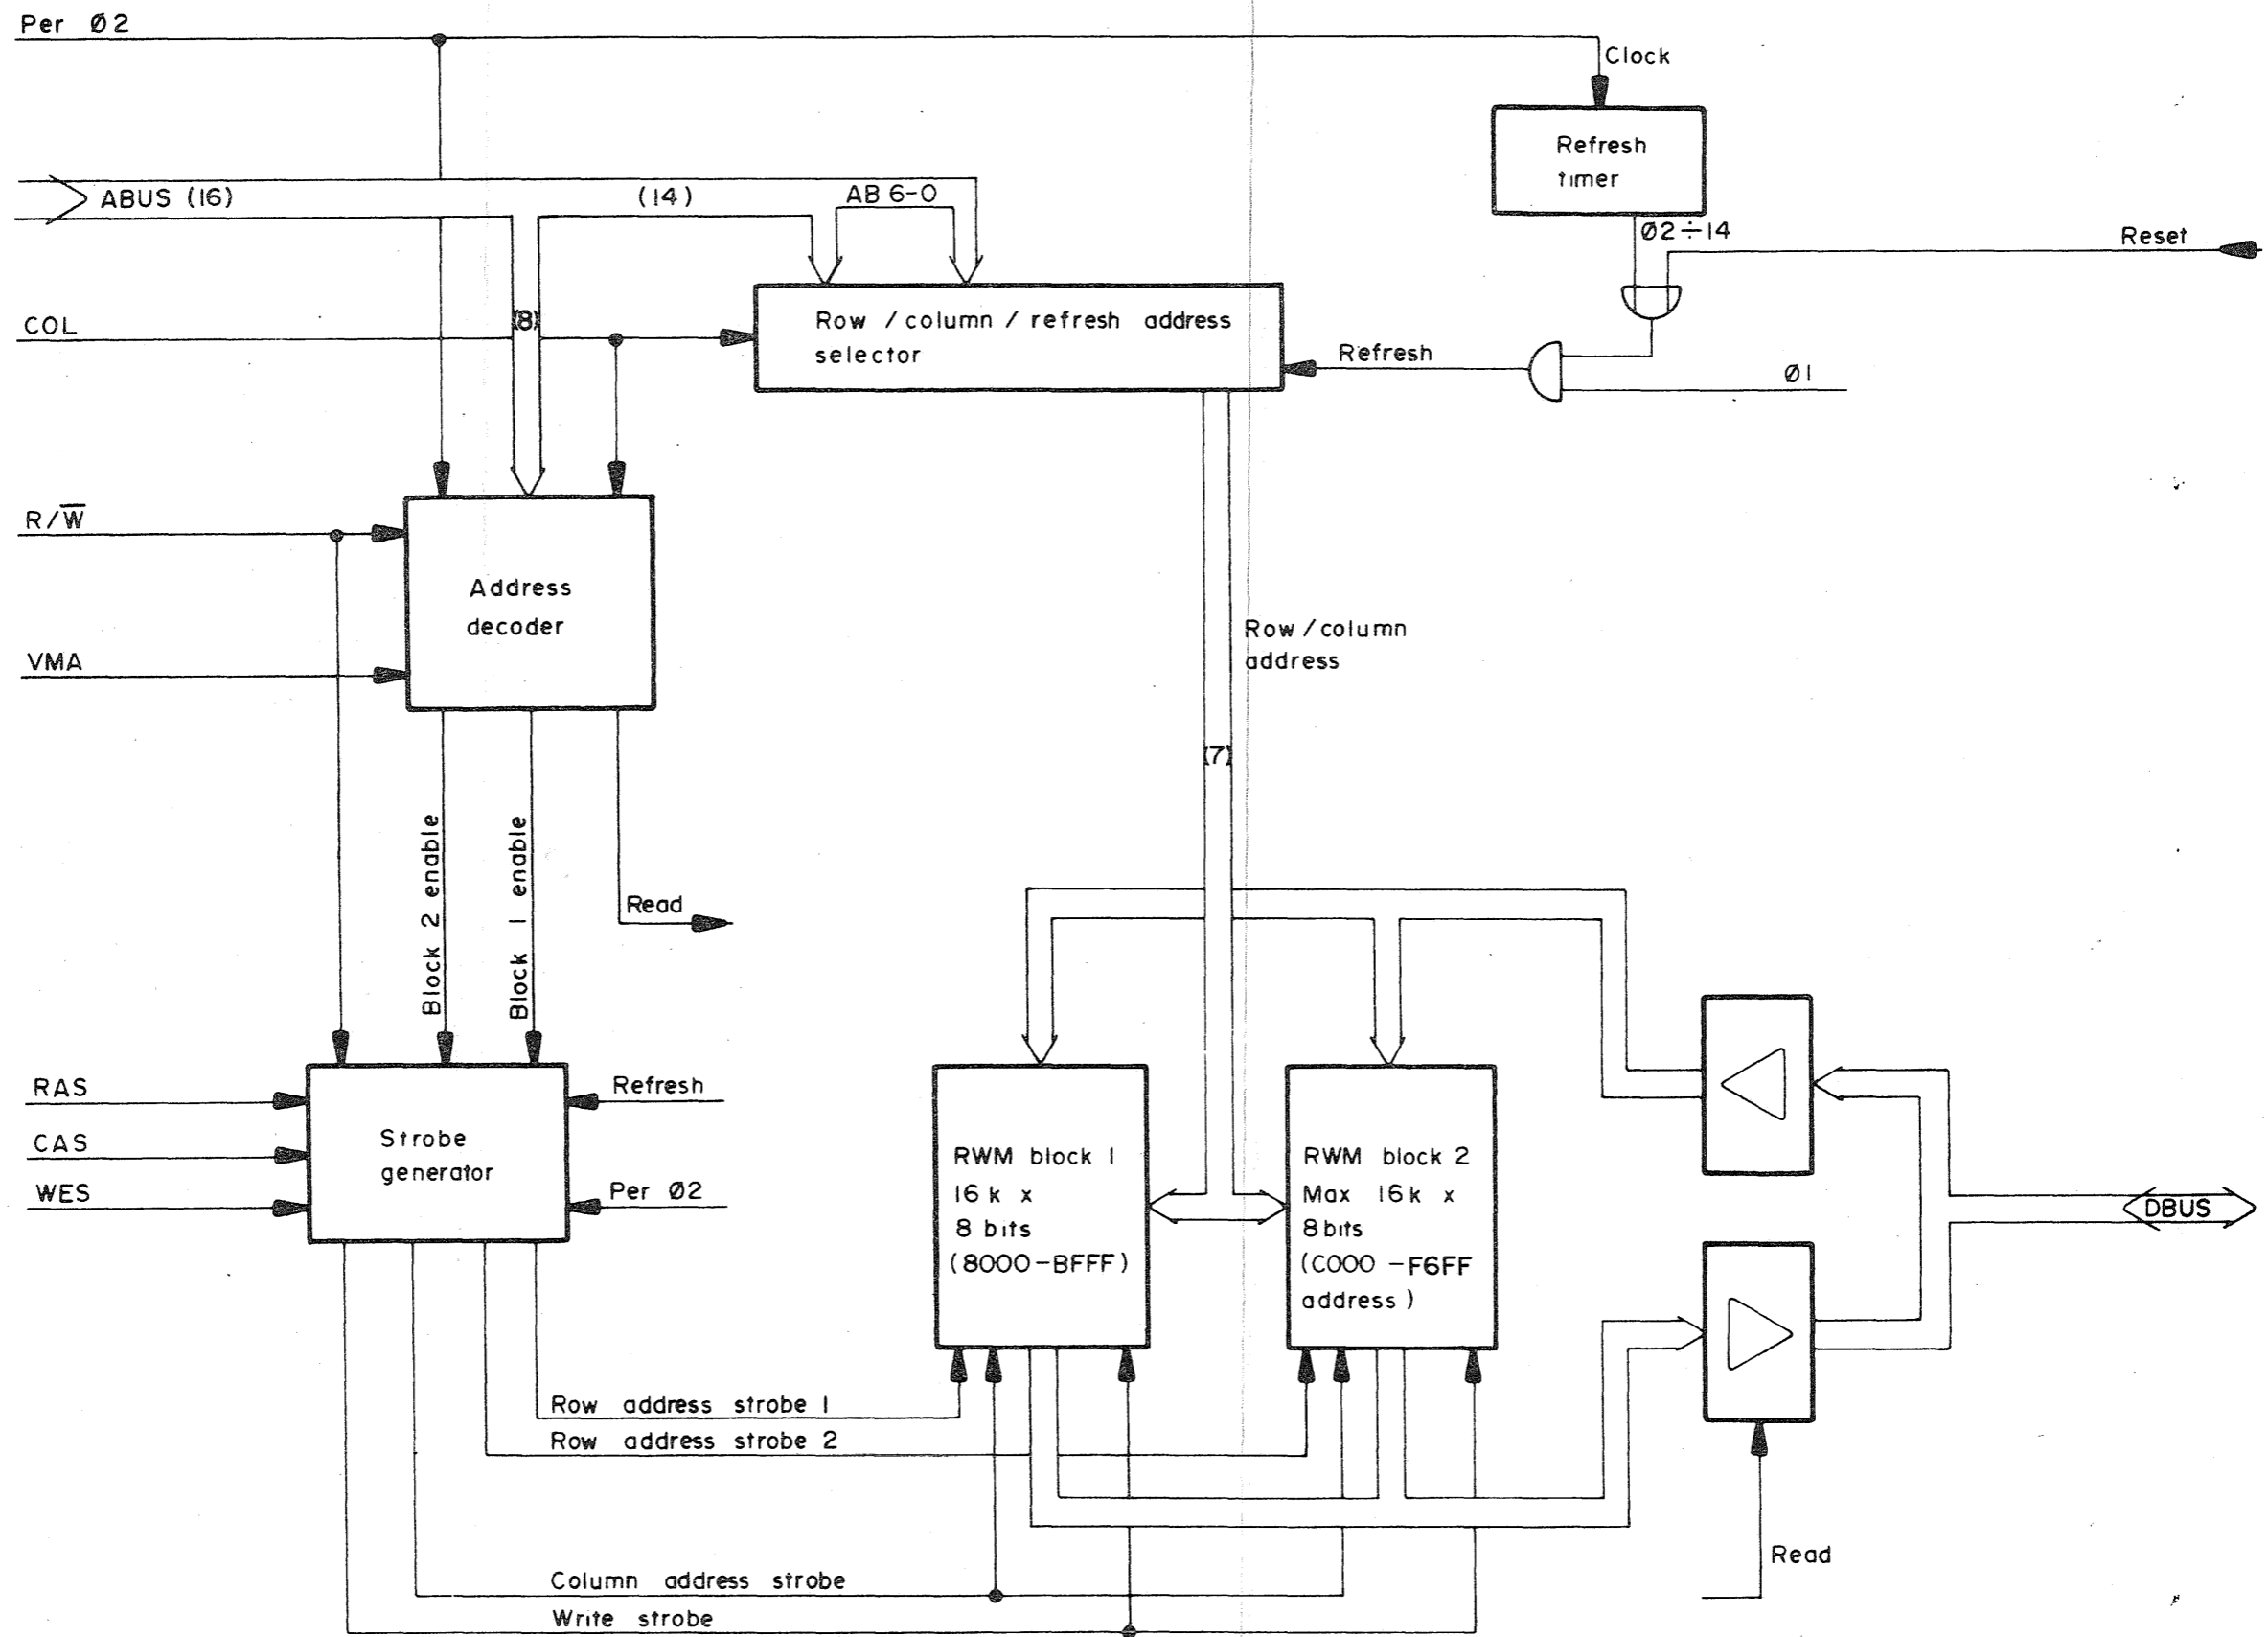 Per Ø2
Clock
Refresh
timer
ABUS (16)
(14)
AB 6-0
Ø2÷14
Reset
COL
(8)
Row / column / refresh address
selector
Refresh
Ø1
R/W̅
Address
decoder
VMA
Row / column
address
(7)
Block 2 enable
Block 1 enable
Read
RAS
Refresh
CAS
Strobe
generator
WES
Per Ø2
RWM block 1
16 k x
8 bits
(8000-BFFF)
RWM block 2
Max 16k x
8 bits
(C000-F6FF
address)
DBUS
Row address strobe 1
Row address strobe 2
Column address strobe
Write strobe
Read